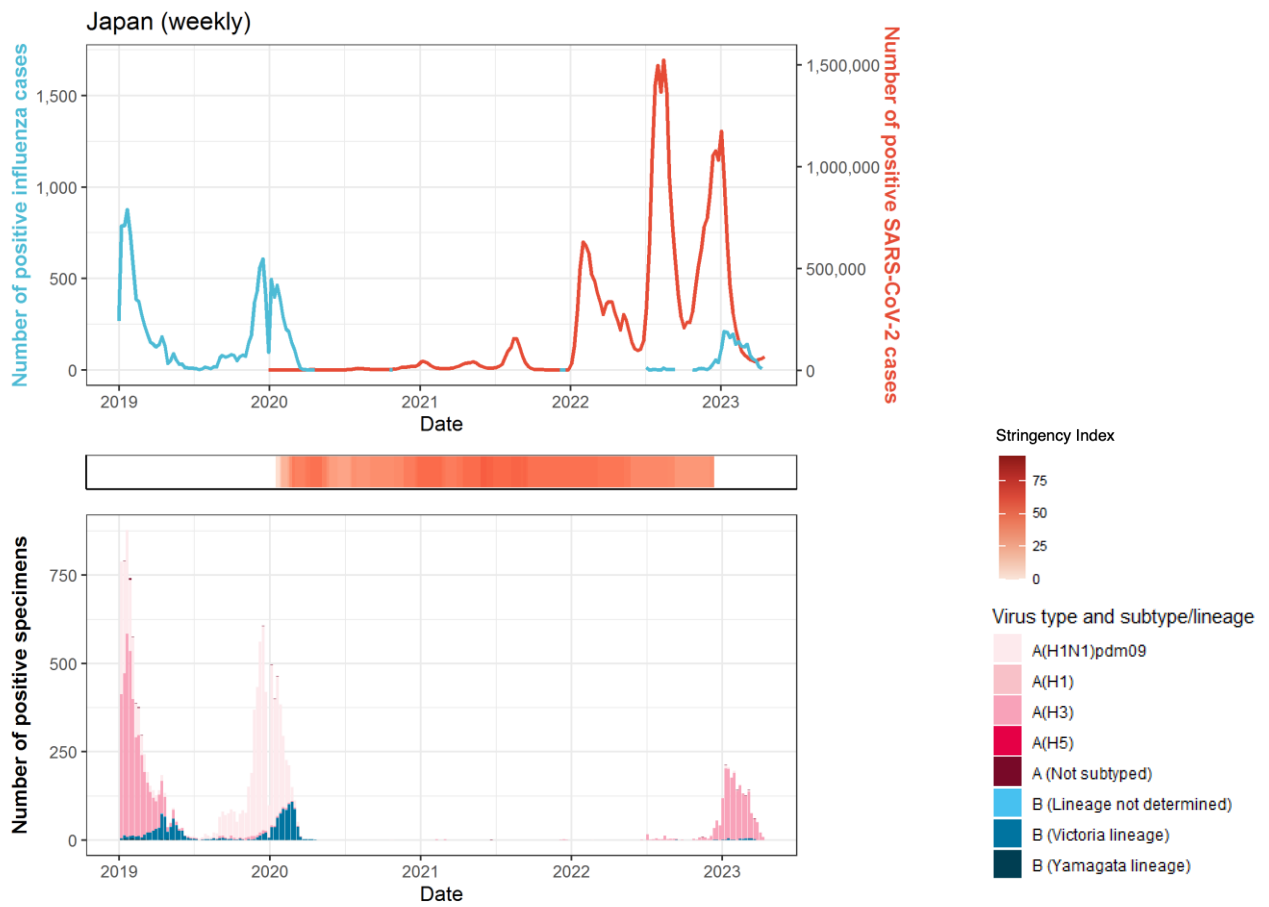 Japan (weekly)
Number of positive influenza cases
1,500
1,000
500
0
1,500,000
1,000,000
500,000
0
Number of positive SARS-CoV-2 cases
2019 2020 2021 2022 2023
Date
Stringency Index
75
50
25
0
Number of positive specimens
750
500
250
0
2019 2020 2021 2022 2023
Date
Virus type and subtype/lineage
A(H1N1)pdm09
A(H1)
A(H3)
A(H5)
A (Not subtyped)
B (Lineage not determined)
B (Victoria lineage)
B (Yamagata lineage)